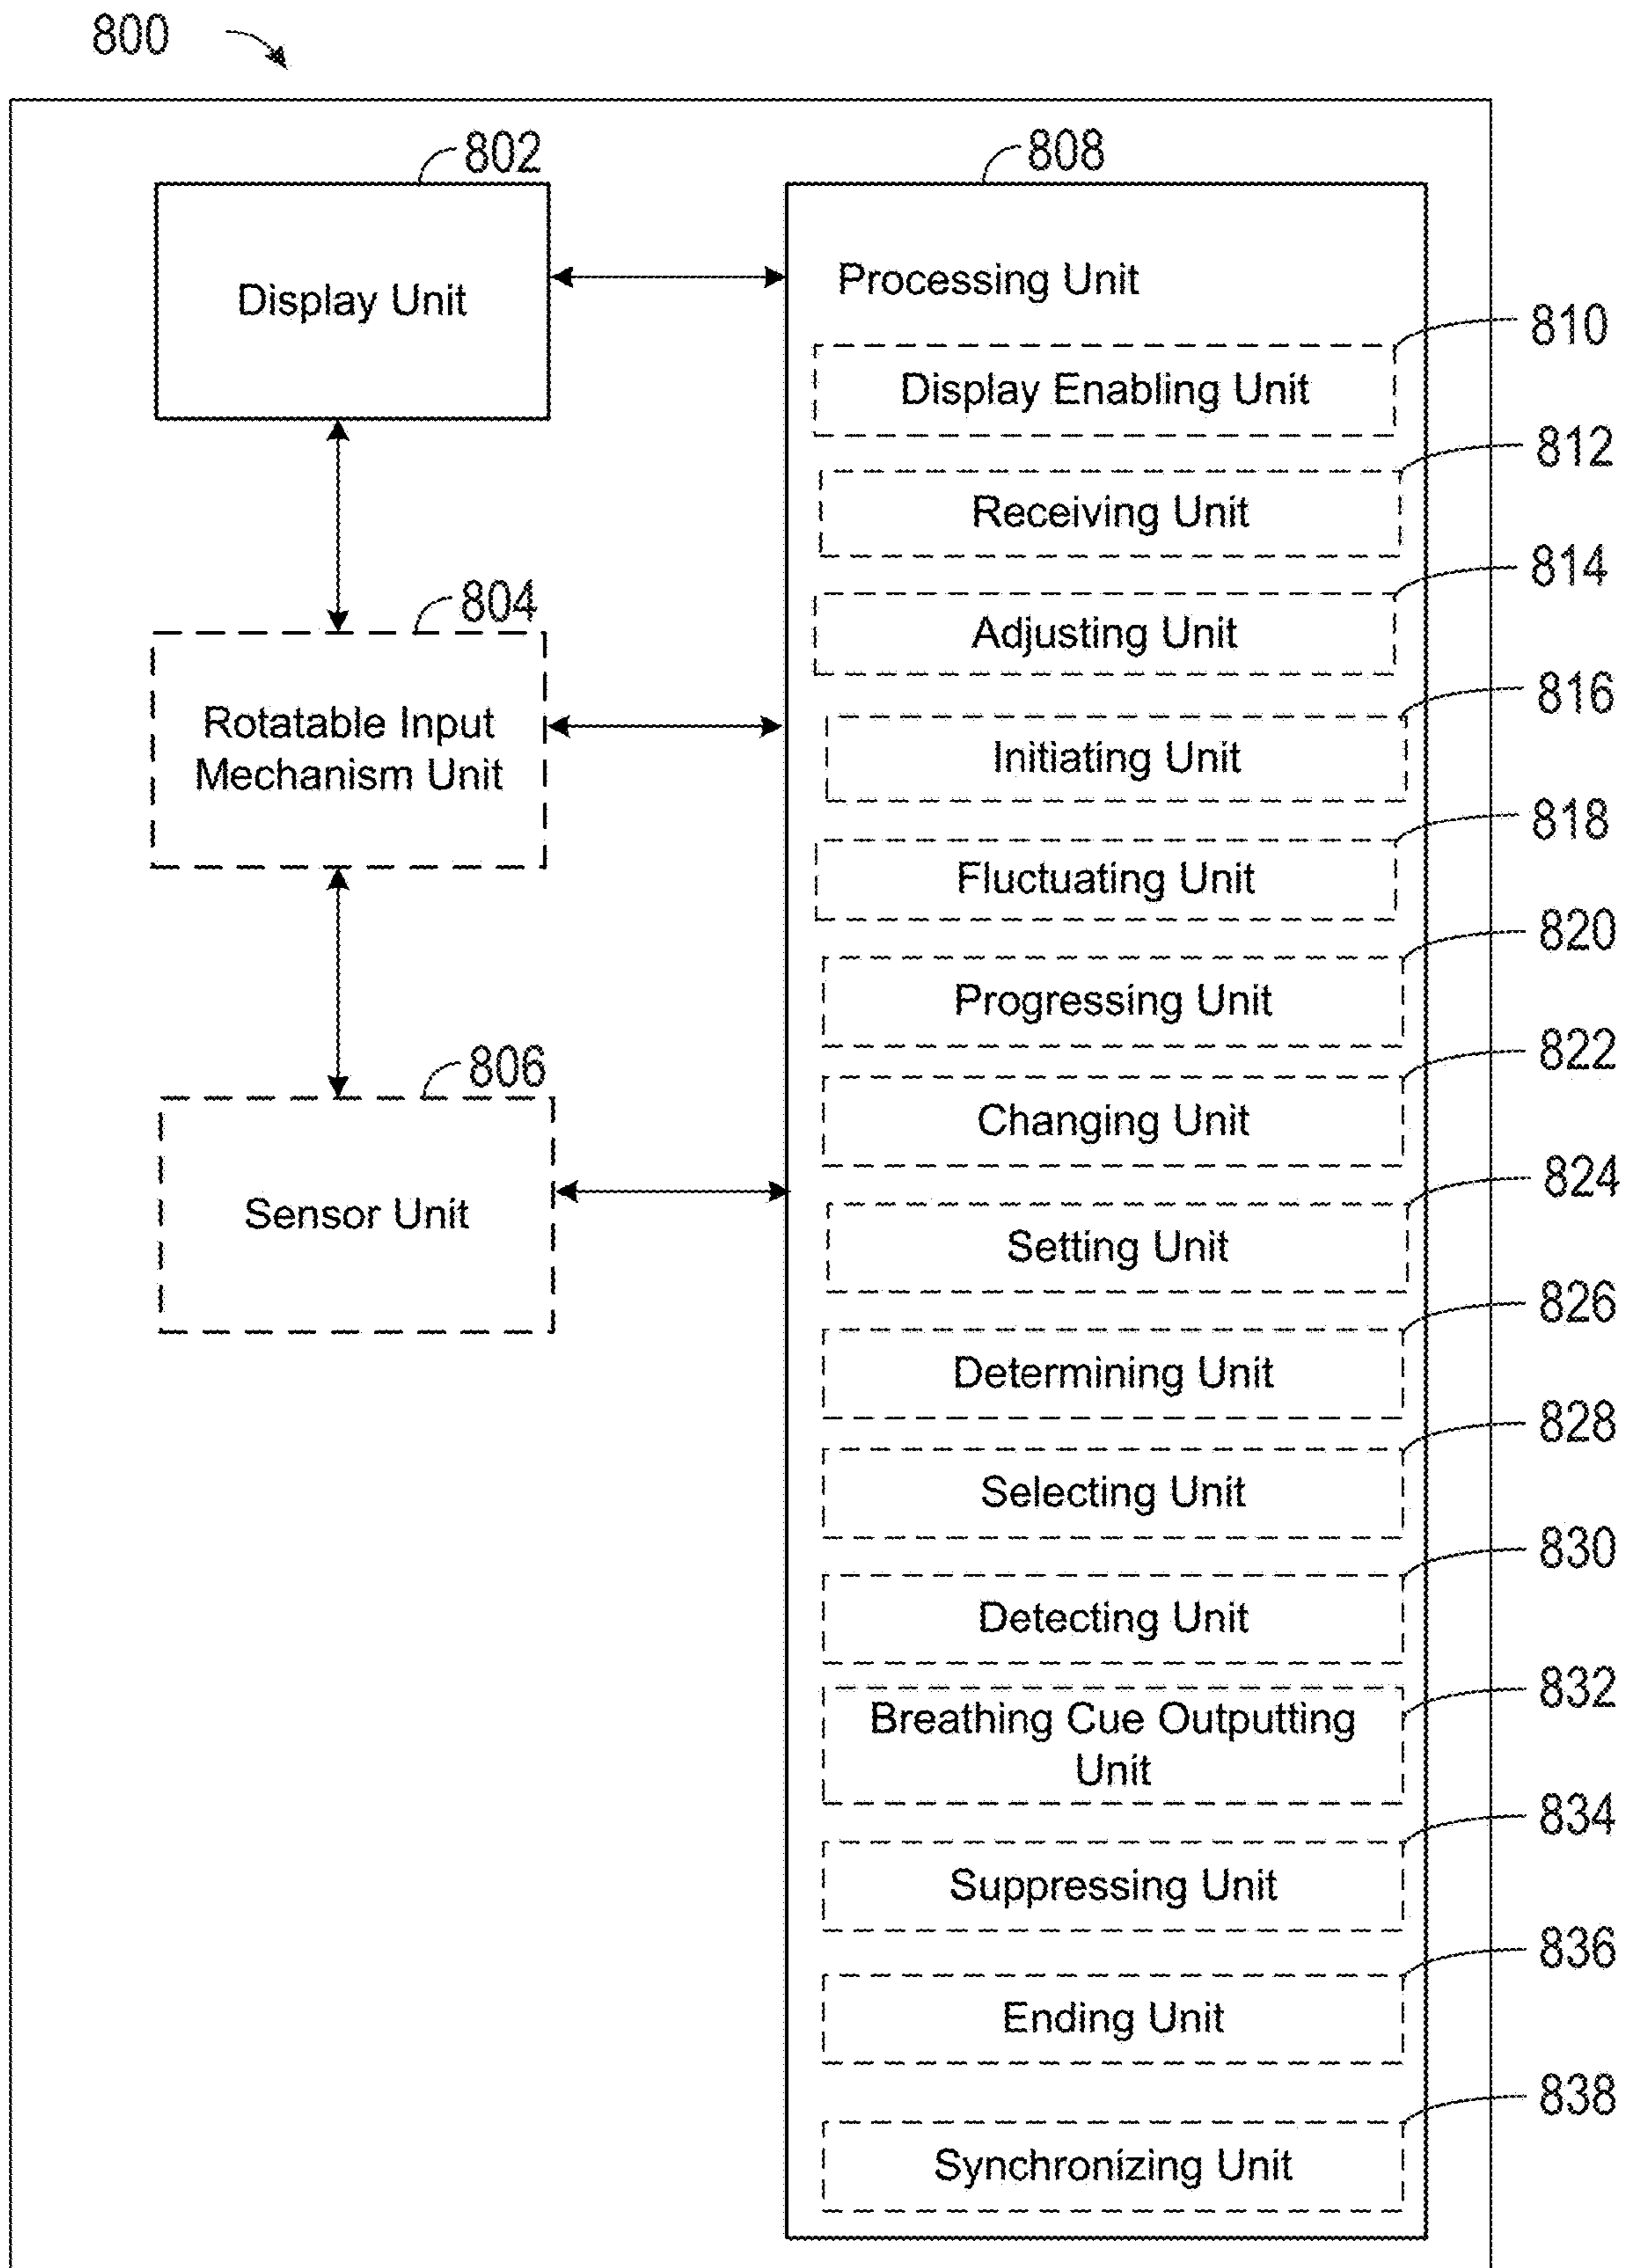 800
802
Display Unit
804
Rotatable Input
Mechanism Unit
806
Sensor Unit
808
Processing Unit
810
Display Enabling Unit
812
Receiving Unit
814
Adjusting Unit
816
Initiating Unit
818
Fluctuating Unit
820
Progressing Unit
822
Changing Unit
824
Setting Unit
826
Determining Unit
828
Selecting Unit
830
Detecting Unit
832
Breathing Cue Outputting
Unit
834
Suppressing Unit
836
Ending Unit
838
Synchronizing Unit